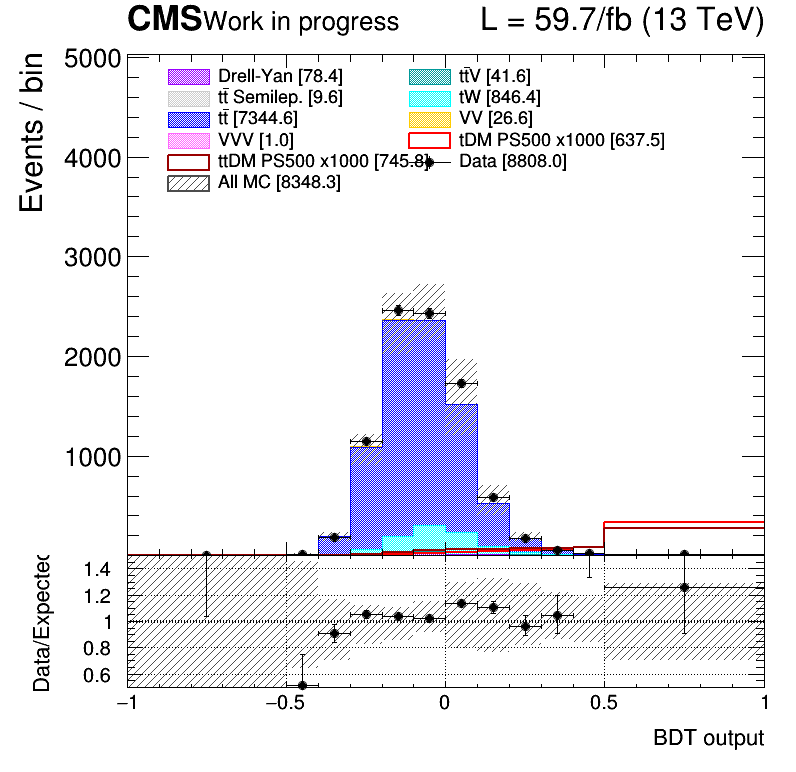 CMS Work in progress L = 59.7/fb (13 TeV)
Events / bin
5000
4000
3000
2000
1000
Drell-Yan [78.4] tt̄V [41.6]
tt̄ Semilep. [9.6] tW [846.4]
tt̄ [7344.6] VV [26.6]
VVV [1.0] tDM PS500 x1000 [637.5]
ttDM PS500 x1000 [745.8] Data [8808.0]
All MC [8348.3]
Data/Expected
1.4
1.2
1
0.8
0.6
−1 −0.5 0 0.5 1
BDT output